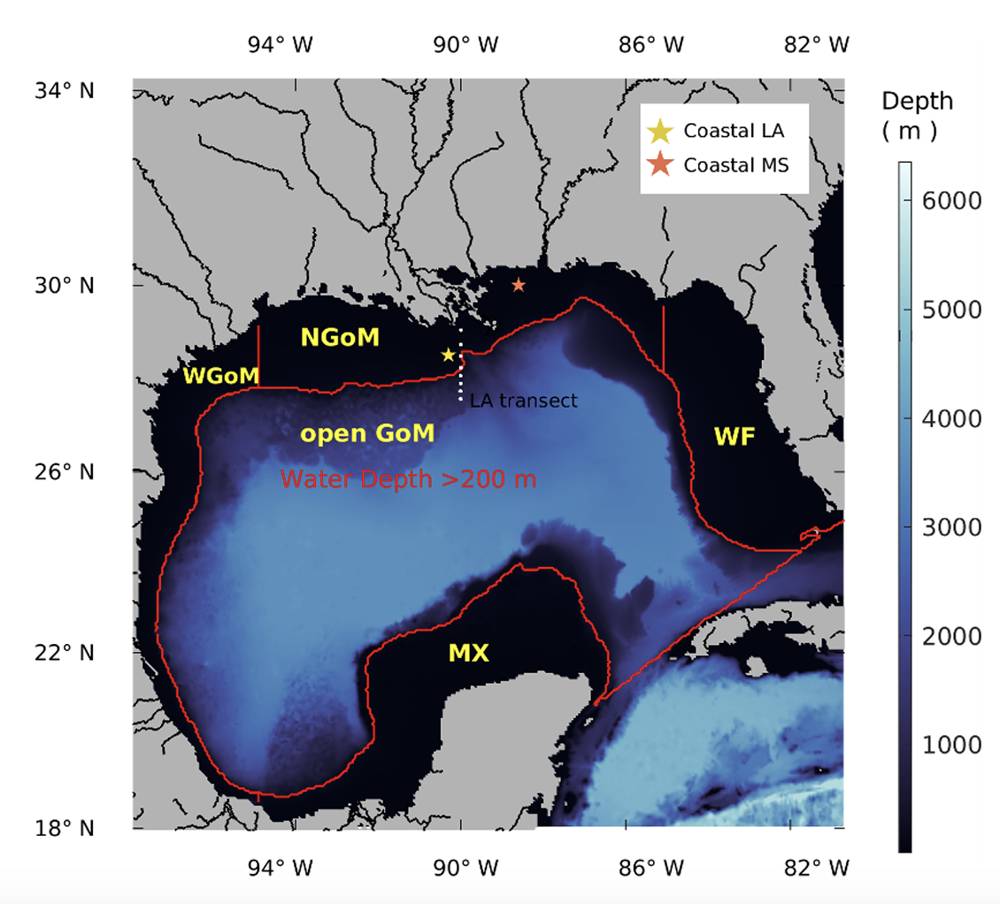 94° W 90° W 86° W 82° W
34° N
30° N
26° N
22° N
18° N
Coastal LA
Coastal MS
NGoM
WGoM
LA transect
open GoM
WF
Water Depth >200 m
MX
94° W 90° W 86° W 82° W
Depth
( m )
6000
5000
4000
3000
2000
1000